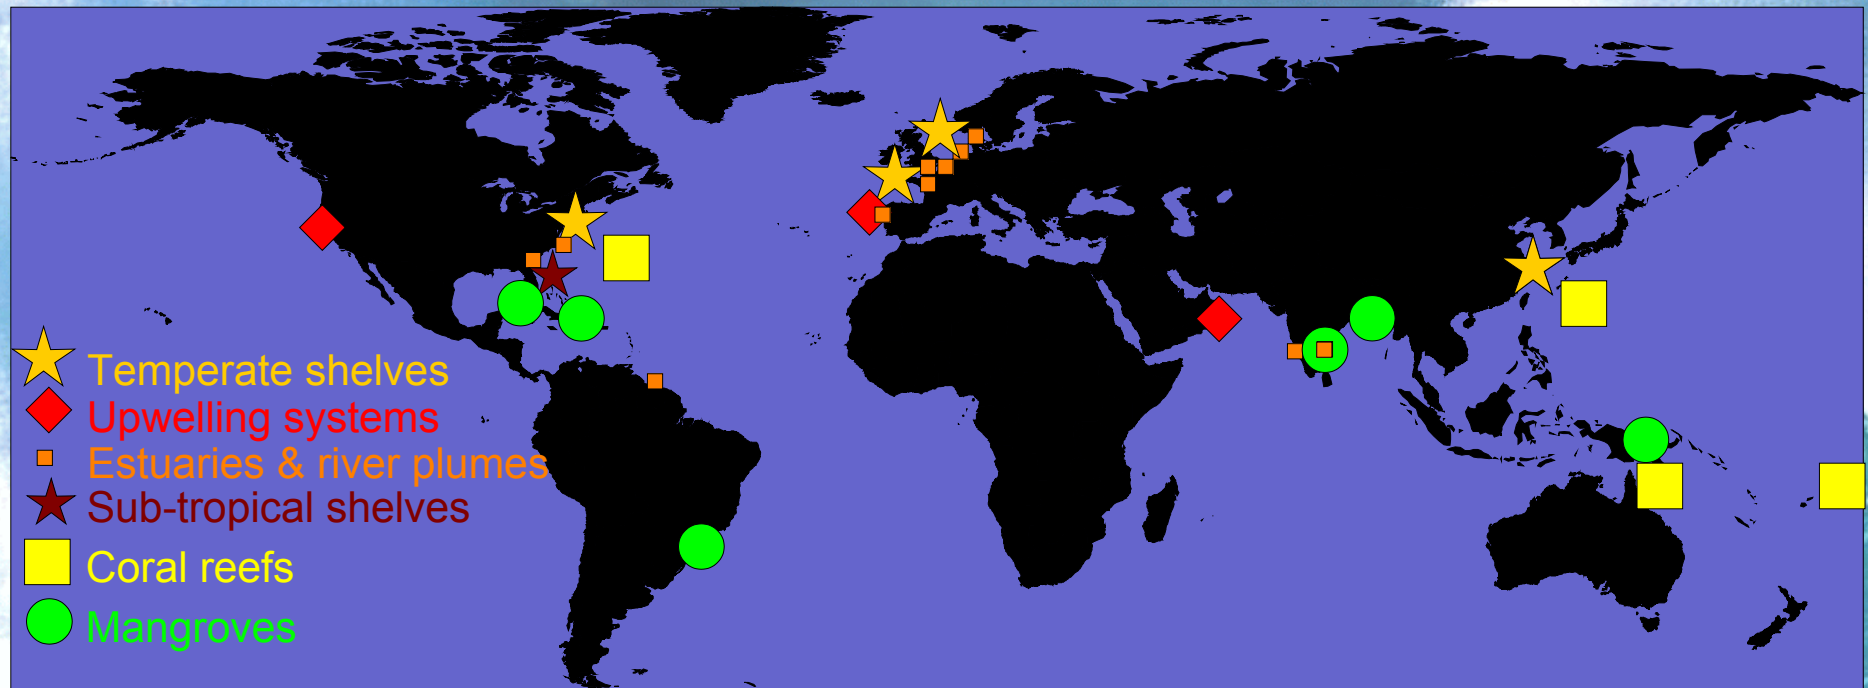 Temperate shelves
Upwelling systems
Estuaries & river plumes
Sub-tropical shelves
Coral reefs
Mangroves